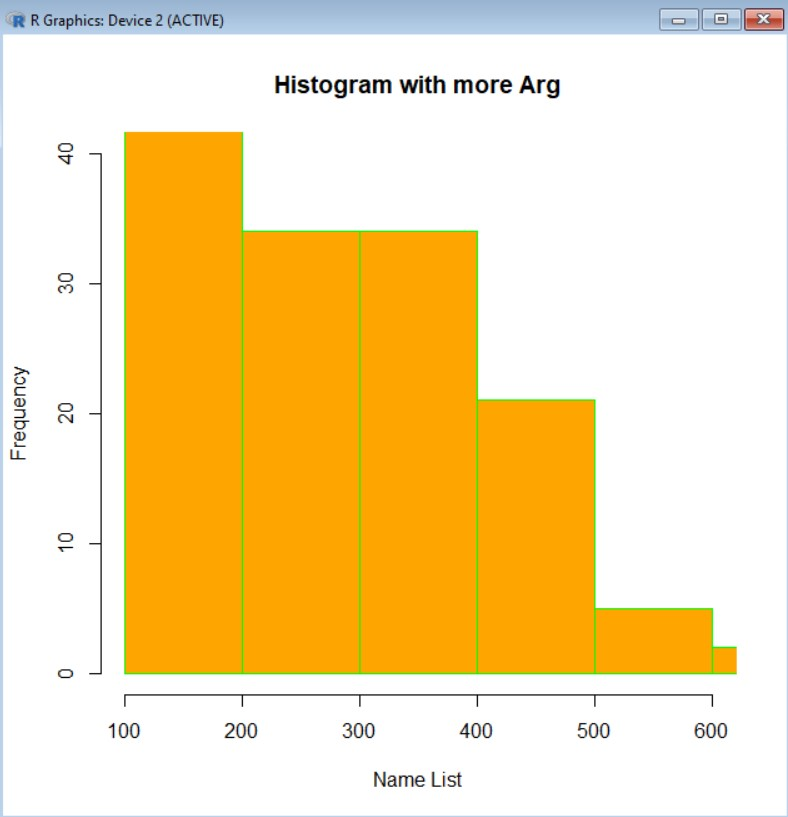 R R Graphics: Device 2 (ACTIVE)
Histogram with more Arg
Frequency
40
30
20
10
0
100 200 300 400 500 600
Name List